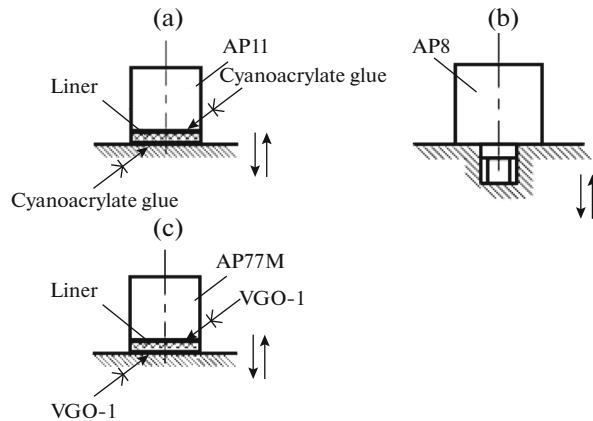 (a)
AP11
Cyanoacrylate glue
Liner
Cyanoacrylate glue
(b)
AP8
(c)
AP77M
Liner
VGO-1
VGO-1